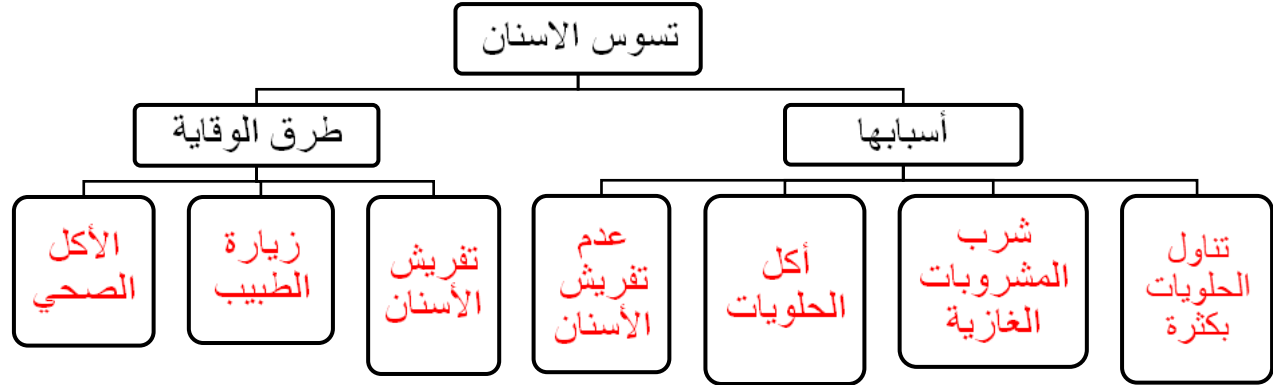 تسوس الاسنان
أسبابها
طرق الوقاية
تناول
الحلويات
بكثرة
شرب
المشروبات
الغازية
أكل
الحلويات
عدم
تفريش
الأسنان
تفريش
الأسنان
زيارة
الطبيب
الأكل
الصحي